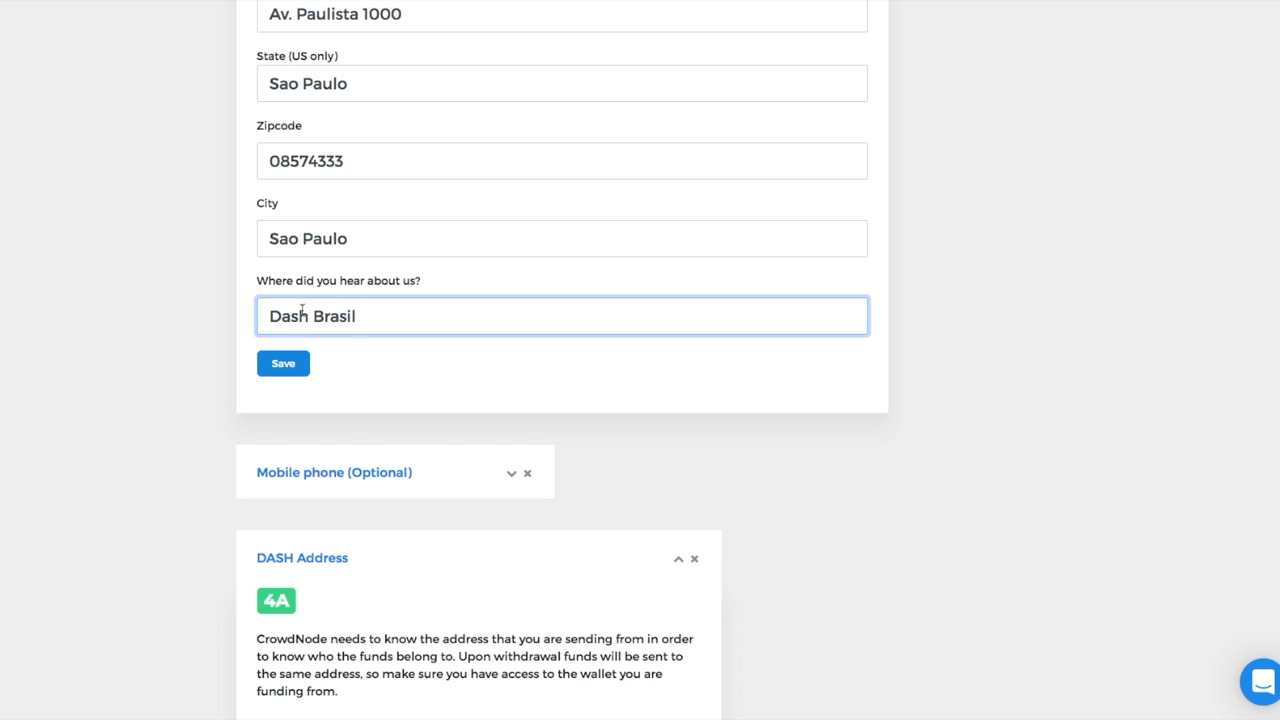 Av. Paulista 1000
State (US only)
Sao Paulo
Zipcode
08574333
City
Sao Paulo
Where did you hear about us?
Dash Brasil
Save
Mobile phone (Optional)
DASH Address
4A
CrowdNode needs to know the address that you are sending from in order
to know who the funds belong to. Upon withdrawal funds will be sent to
the same address, so make sure you have access to the wallet you are
funding from.